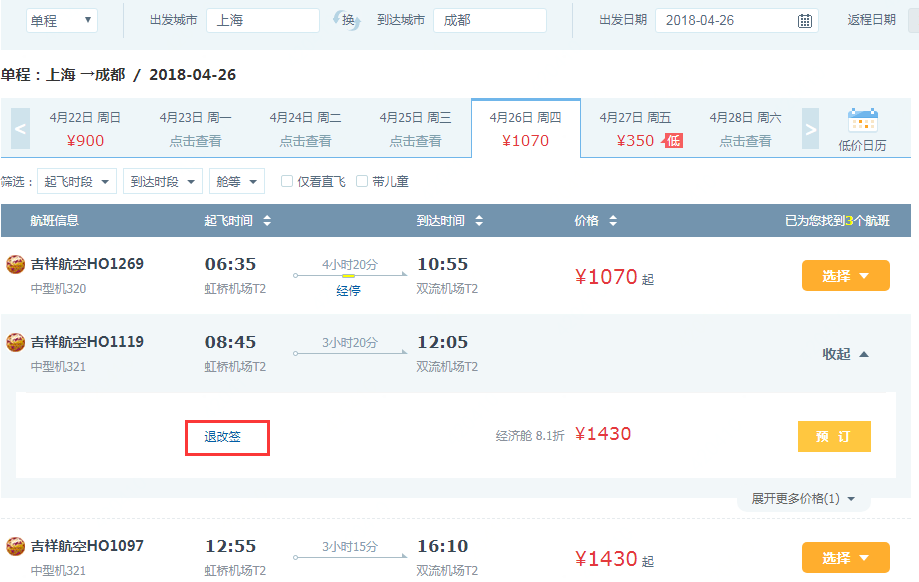 单程 出发城市 上海 换 到达城市 成都 出发日期 2018-04-26 返程日期
单程：上海 →成都 / 2018-04-26
< 4月22日 周日 4月23日 周一 4月24日 周二 4月25日 周三 4月26日 周四 4月27日 周五 4月28日 周六 >
¥900 点击查看 点击查看 点击查看 ¥1070 ¥350 低 点击查看 低价日历
筛选： 起飞时段 到达时段 舱等 仅看直飞 带儿童
航班信息 起飞时间 到达时间 价格 已为您找到3个航班
吉祥航空HO1269 06:35 4小时20分 10:55 ¥1070 起 选择
中型机320 虹桥机场T2 经停 双流机场T2
吉祥航空HO1119 08:45 3小时20分 12:05 收起
中型机321 虹桥机场T2 双流机场T2
退改签 经济舱 8.1折 ¥1430 预 订
展开更多价格(1)
吉祥航空HO1097 12:55 3小时15分 16:10 ¥1430 起 选择
中型机321 虹桥机场T2 双流机场T2